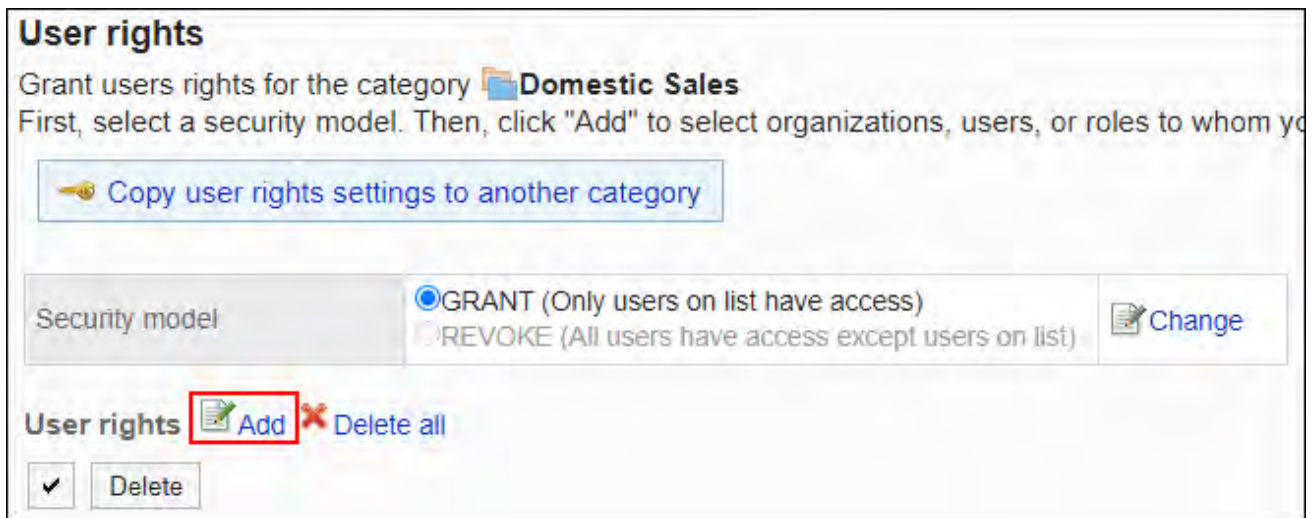 User rights
Grant users rights for the category Domestic Sales
First, select a security model. Then, click "Add" to select organizations, users, or roles to whom yo
Copy user rights settings to another category
Security model
GRANT (Only users on list have access)
REVOKE (All users have access except users on list)
Change
User rights Add Delete all
Delete